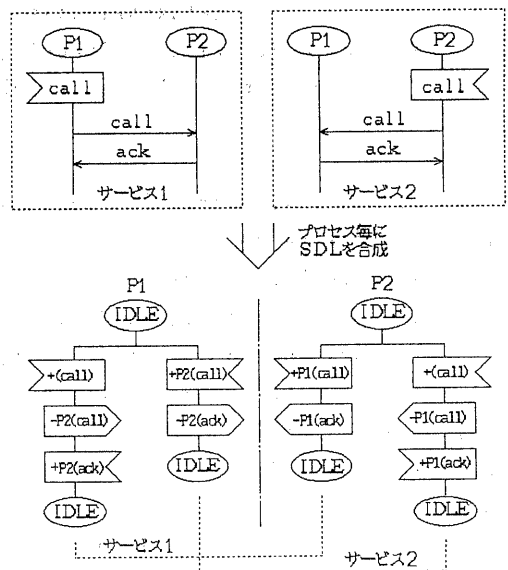 P1 P2 P1 P2
call call
call call
ack ack
サービス1 サービス2
プロセス毎に
SDLを合成
P1 P2
IDLE IDLE
+(call) +P2(call) +P1(call) +(call)
-P2(call) -P2(ack) -P1(ack) -P1(call)
+P2(ack) IDLE IDLE +P1(ack)
IDLE IDLE
サービス1 サービス2